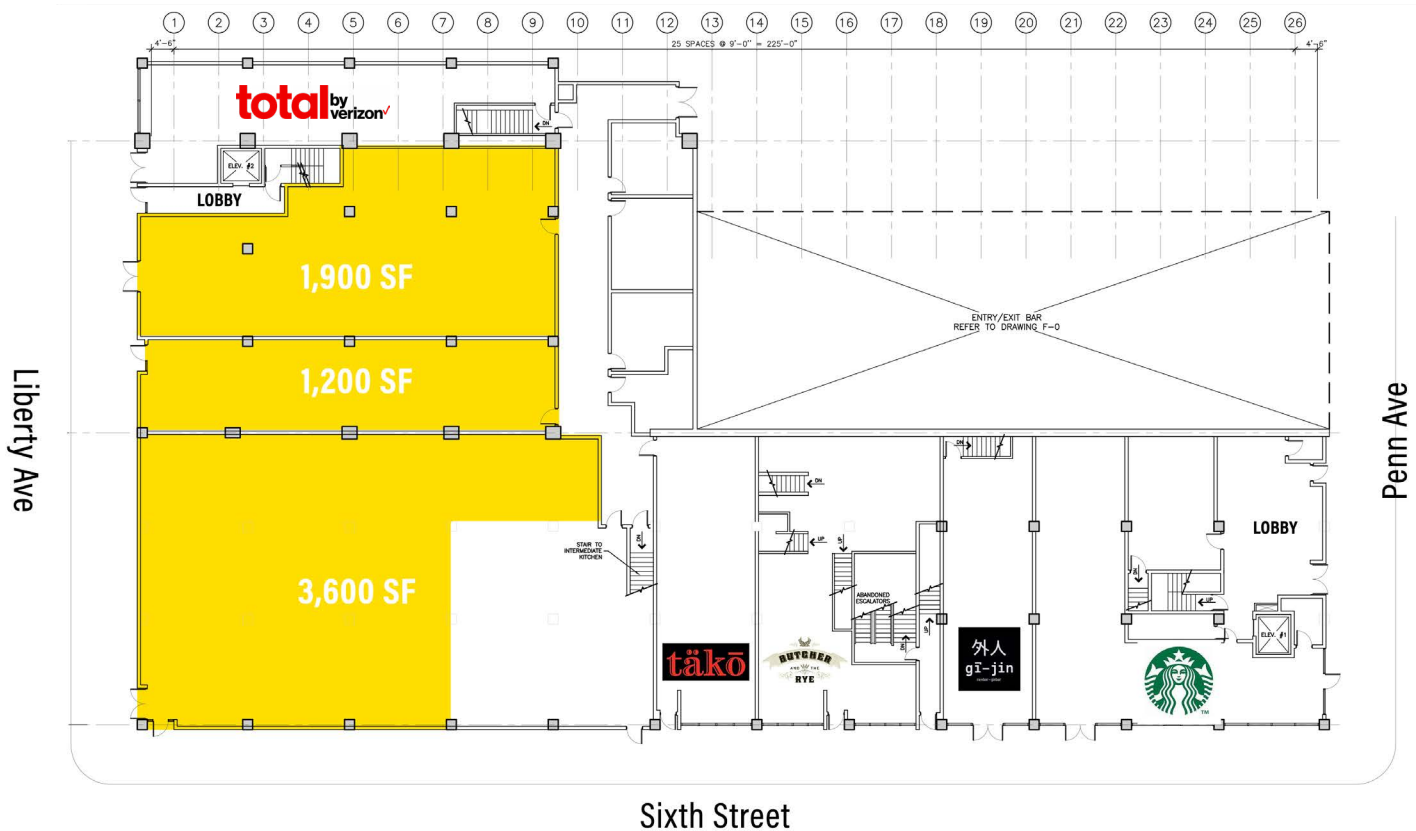 1 2 3 4 5 6 7 8 9 10 11 12 13 14 15 16 17 18 19 20 21 22 23 24 25 26
4'-6"
25 SPACES @ 9'-0" = 225'-0"
4'-6"
total by
verizon
DN
ELEV. #2
LOBBY
1,900 SF
ENTRY/EXIT BAR
REFER TO DRAWING F-0
1,200 SF
Liberty Ave
Penn Ave
DN
DN
UP
UP
DN
LOBBY
STAIR TO
INTERMEDIATE
KITCHEN
DN
3,600 SF
ABANDONED
ESCALATORS
DN
UP
UP
DN
ELEV. #1
täkō
BUTCHER
AND THE
RYE
外人
gī-jin
TM
Sixth Street